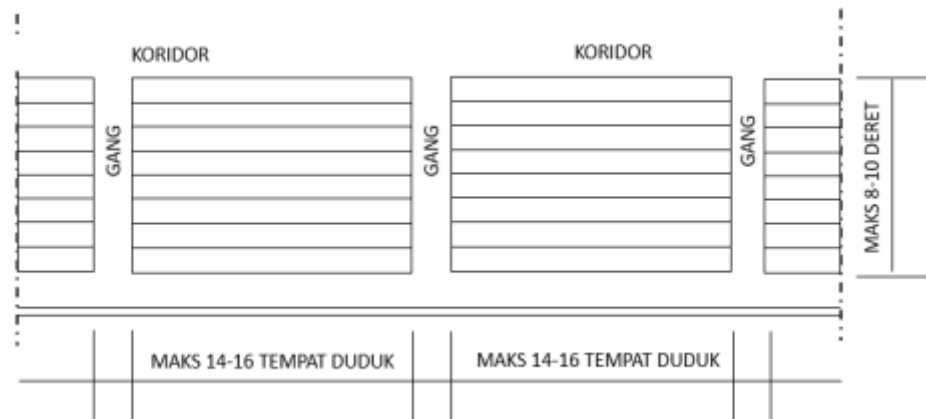 KORIDOR
KORIDOR
GANG
GANG
GANG
MAKS 8-10 DERET
MAKS 14-16 TEMPAT DUDUK
MAKS 14-16 TEMPAT DUDUK